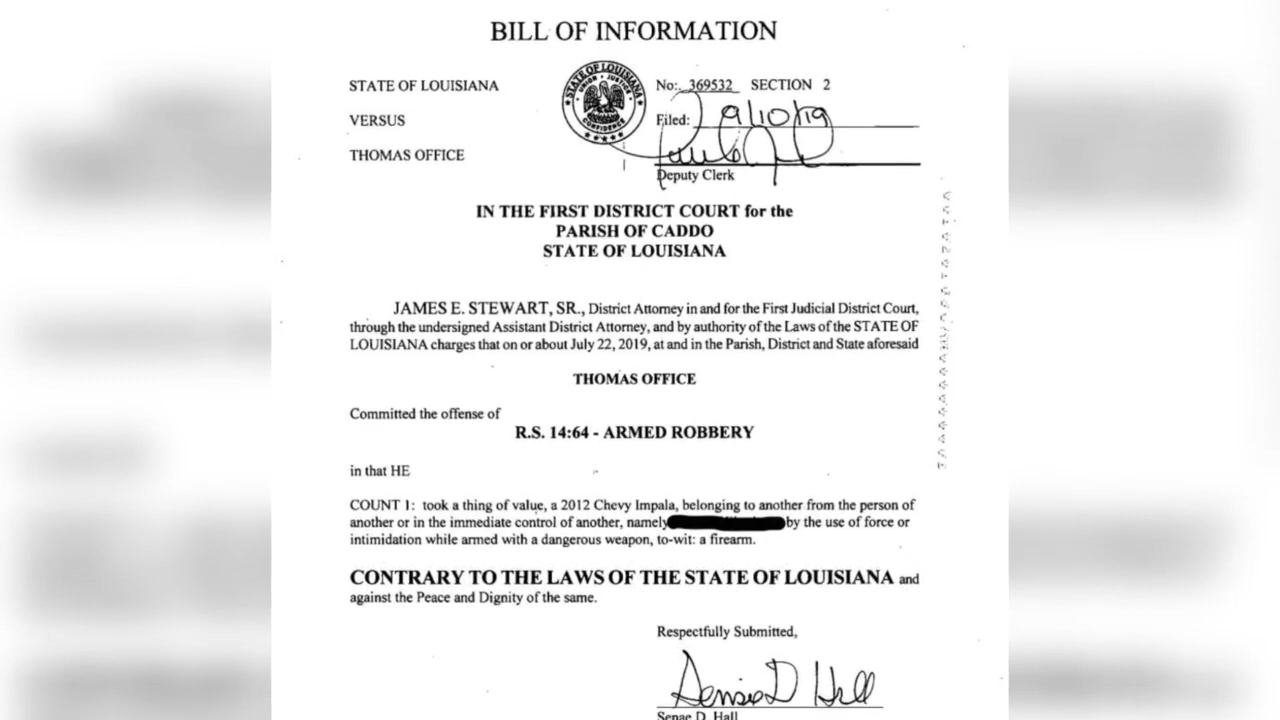 BILL OF INFORMATION
STATE OF LOUISIANA
VERSUS
THOMAS OFFICE
STATE OF LOUISIANA
UNION JUSTICE
CONFIDENCE
No:. 369532 SECTION 2
Filed: 9/10/19
Deputy Clerk
IN THE FIRST DISTRICT COURT for the
PARISH OF CADDO
STATE OF LOUISIANA
JAMES E. STEWART, SR., District Attorney in and for the First Judicial District Court,
through the undersigned Assistant District Attorney, and by authority of the Laws of the STATE OF
LOUISIANA charges that on or about July 22, 2019, at and in the Parish, District and State aforesaid
THOMAS OFFICE
Committed the offense of
R.S. 14:64 - ARMED ROBBERY
in that HE
COUNT 1: took a thing of value, a 2012 Chevy Impala, belonging to another from the person of
another or in the immediate control of another, namely by the use of force or
intimidation while armed with a dangerous weapon, to-wit: a firearm.
CONTRARY TO THE LAWS OF THE STATE OF LOUISIANA and
against the Peace and Dignity of the same.
Respectfully Submitted,
Senae D. Hall
Senae D. Hall